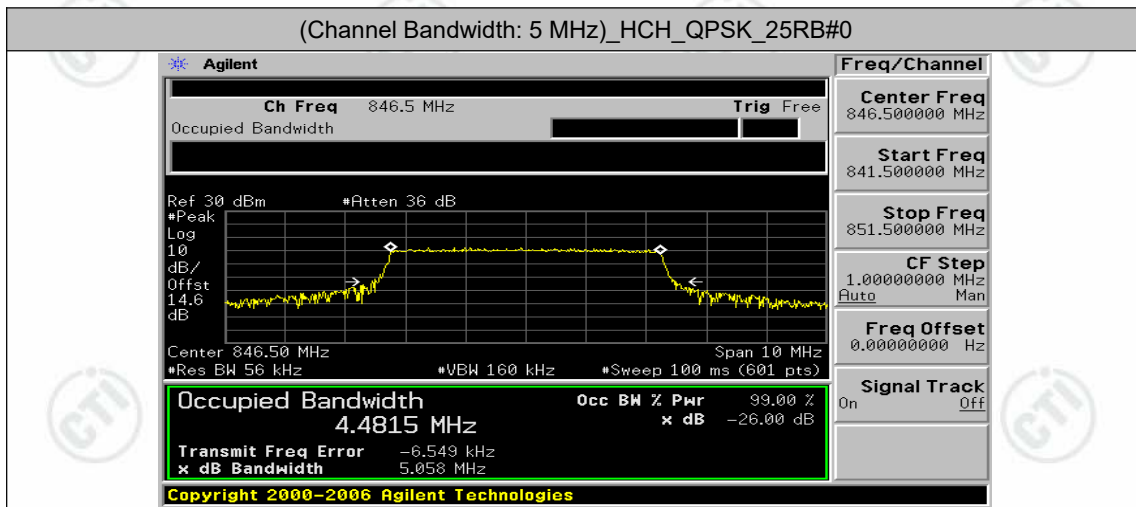 (Channel Bandwidth: 5 MHz)_HCH_QPSK_25RB#0
Agilent
Freq/Channel
Ch Freq 846.5 MHz Trig Free
Occupied Bandwidth
Center Freq
846.500000 MHz
Start Freq
841.500000 MHz
Stop Freq
851.500000 MHz
CF Step
1.00000000 MHz
Auto Man
Freq Offset
0.00000000 Hz
Signal Track
On Off
Ref 30 dBm #Atten 36 dB
#Peak
Log
10
dB/
Offst
14.6
dB
Center 846.50 MHz Span 10 MHz
#Res BW 56 kHz #VBW 160 kHz #Sweep 100 ms (601 pts)
Occupied Bandwidth Occ BW % Pwr 99.00 %
4.4815 MHz x dB -26.00 dB
Transmit Freq Error -6.549 kHz
x dB Bandwidth 5.058 MHz
Copyright 2000-2006 Agilent Technologies
CTI
CTI